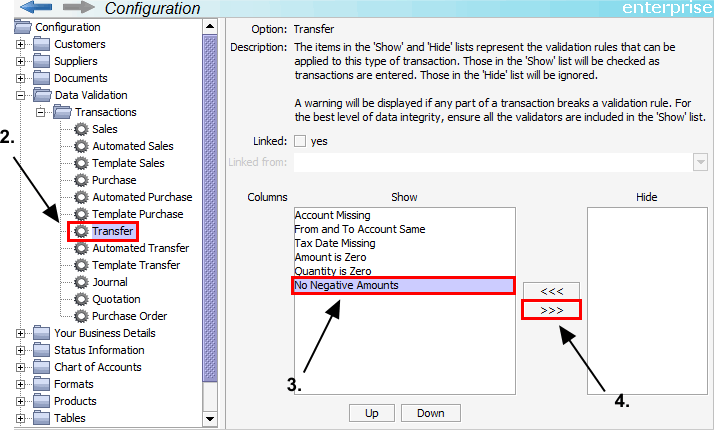 Configuration
enterprise
Configuration
Customers
Suppliers
Documents
Data Validation
Transactions
Sales
Automated Sales
Template Sales
Purchase
Automated Purchase
Template Purchase
Transfer
Automated Transfer
Template Transfer
Journal
Quotation
Purchase Order
Your Business Details
Status Information
Chart of Accounts
Formats
Products
Tables
2.
Option: Transfer
Description: The items in the 'Show' and 'Hide' lists represent the validation rules that can be
applied to this type of transaction. Those in the 'Show' list will be checked as
transactions are entered. Those in the 'Hide' list will be ignored.
A warning will be displayed if any part of a transaction breaks a validation rule. For
the best level of data integrity, ensure all the validators are included in the 'Show' list.
Linked: yes
Linked from:
Columns Show Hide
Account Missing
From and To Account Same
Tax Date Missing
Amount is Zero
Quantity is Zero
No Negative Amounts
<<<
>>>
3.
4.
Up Down